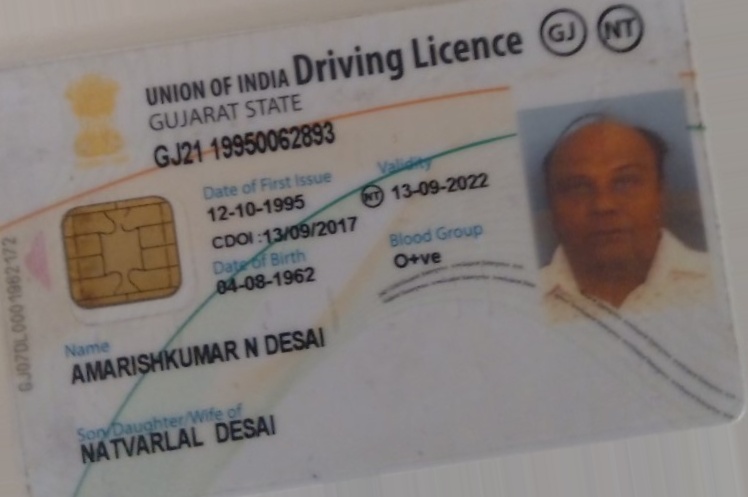 UNION OF INDIA Driving Licence GJ NT
GUJARAT STATE
GJ21 19950062893
Date of First Issue Validity
12-10-1995 NT 13-09-2022
CDOI :13/09/2017
Date of Birth Blood Group
04-08-1962 O+ve
Name
AMARISHKUMAR N DESAI
Son/Daughter/Wife of
NATVARLAL DESAI